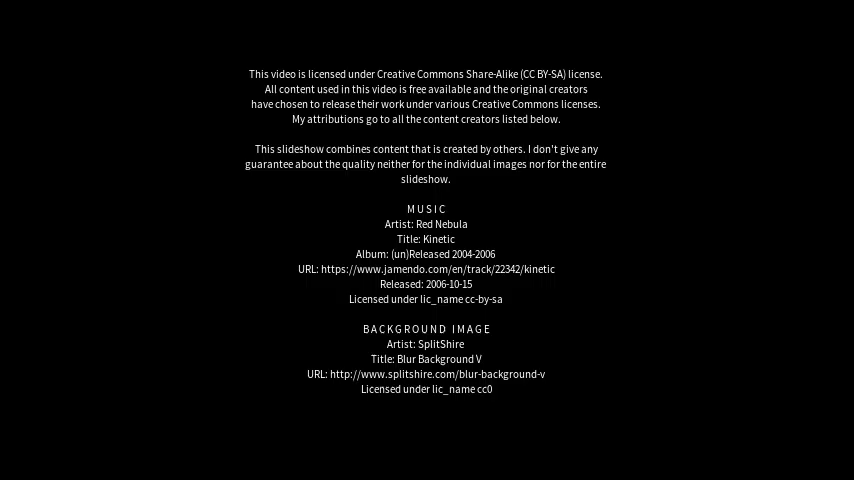 This video is licensed under Creative Commons Share-Alike (CC BY-SA) license.
All content used in this video is free available and the original creators
have chosen to release their work under various Creative Commons licenses.
My attributions go to all the content creators listed below.
This slideshow combines content that is created by others. I don't give any
guarantee about the quality neither for the individual images nor for the entire
slideshow.
MUSIC
Artist: Red Nebula
Title: Kinetic
Album: (un)Released 2004-2006
URL: https://www.jamendo.com/en/track/22342/kinetic
Released: 2006-10-15
Licensed under lic_name cc-by-sa
BACKGROUND IMAGE
Artist: SplitShire
Title: Blur Background V
URL: http://www.splitshire.com/blur-background-v
Licensed under lic_name cc0